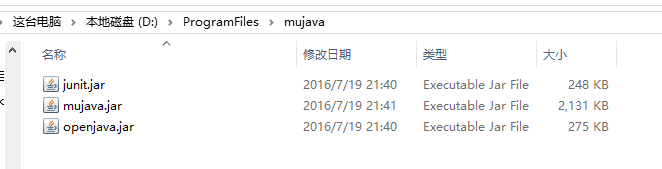 这台电脑 > 本地磁盘 (D:) > ProgramFiles > mujava
名称 修改日期 类型 大小
junit.jar 2016/7/19 21:40 Executable Jar File 248 KB
mujava.jar 2016/7/19 21:41 Executable Jar File 2,131 KB
openjava.jar 2016/7/19 21:40 Executable Jar File 275 KB